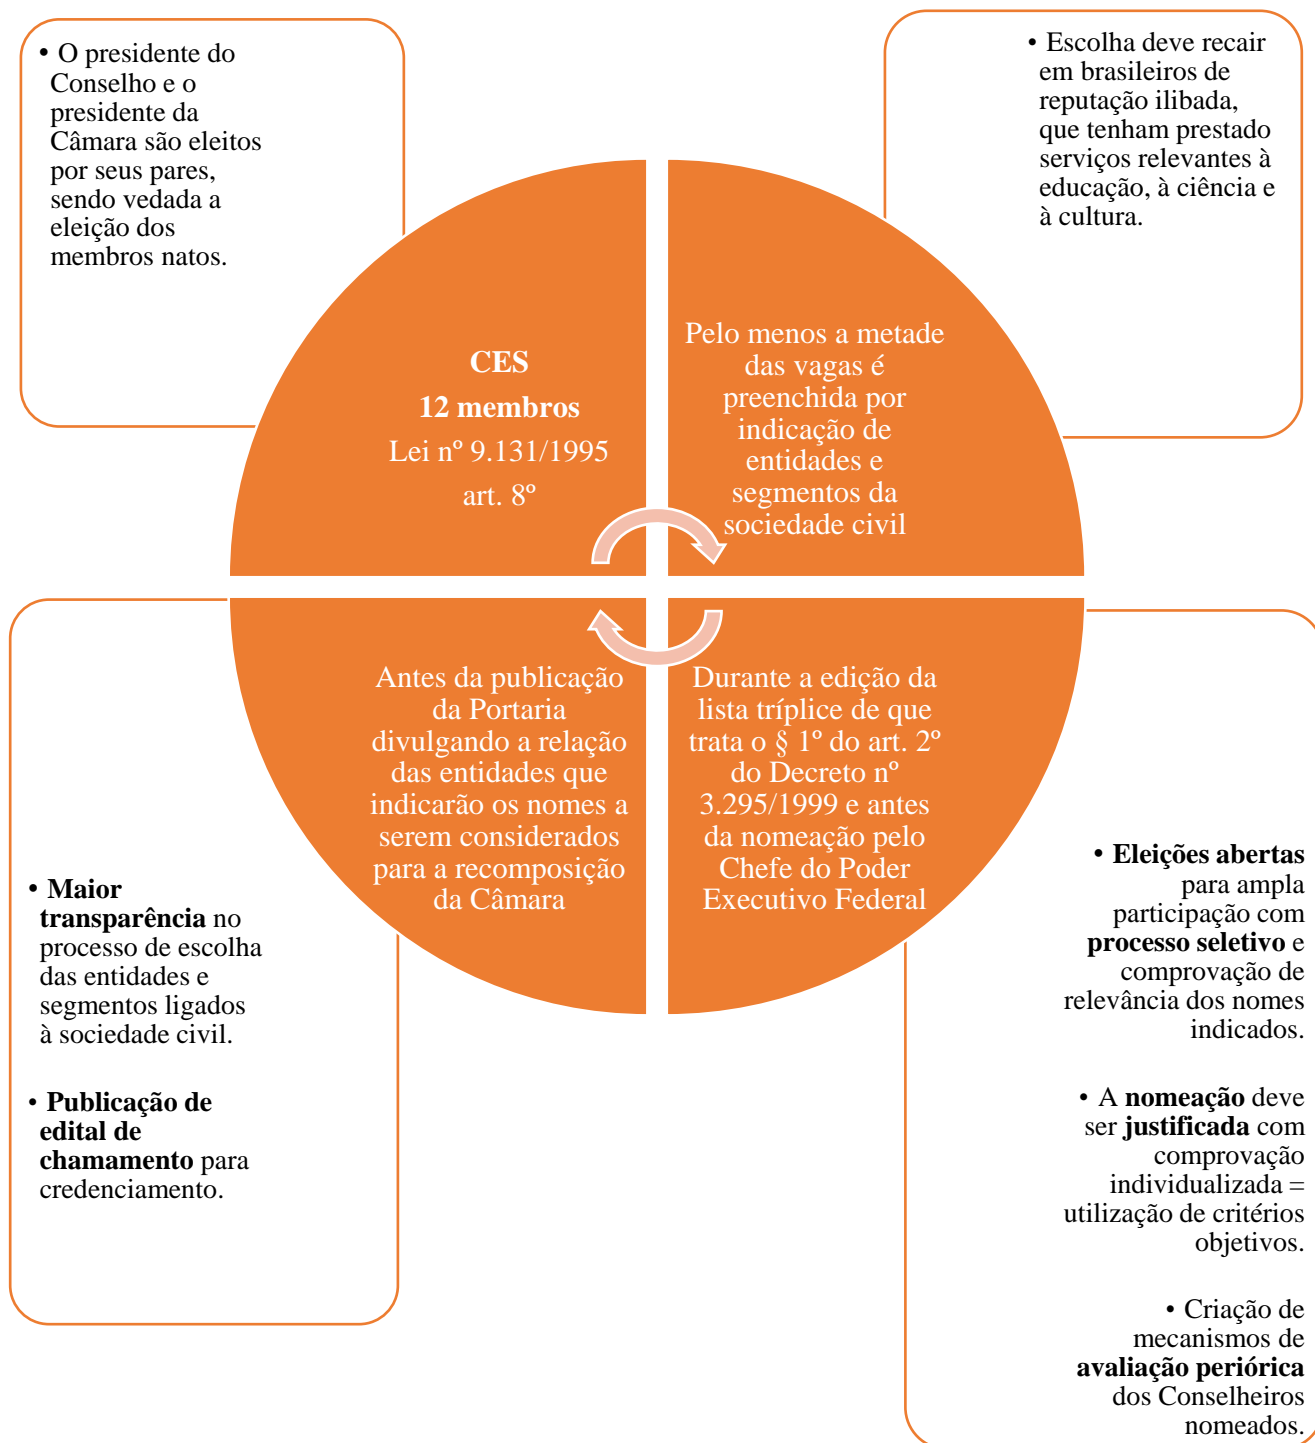 • O presidente do
Conselho e o
presidente da
Câmara são eleitos
por seus pares,
sendo vedada a
eleição dos
membros natos.
• Escolha deve recair
em brasileiros de
reputação ilibada,
que tenham prestado
serviços relevantes à
educação, à ciência e
à cultura.
CES
12 membros
Lei nº 9.131/1995
art. 8º
Pelo menos a metade
das vagas é
preenchida por
indicação de
entidades e
segmentos da
sociedade civil
Antes da publicação
da Portaria
divulgando a relação
das entidades que
indicarão os nomes a
serem considerados
para a recomposição
da Câmara
Durante a edição da
lista tríplice de que
trata o § 1º do art. 2º
do Decreto nº
3.295/1999 e antes
da nomeação pelo
Chefe do Poder
Executivo Federal
• Maior
transparência no
processo de escolha
das entidades e
segmentos ligados
à sociedade civil.
• Publicação de
edital de
chamamento para
credenciamento.
• Eleições abertas
para ampla
participação com
processo seletivo e
comprovação de
relevância dos nomes
indicados.
• A nomeação deve
ser justificada com
comprovação
individualizada =
utilização de critérios
objetivos.
• Criação de
mecanismos de
avaliação periórica
dos Conselheiros
nomeados.